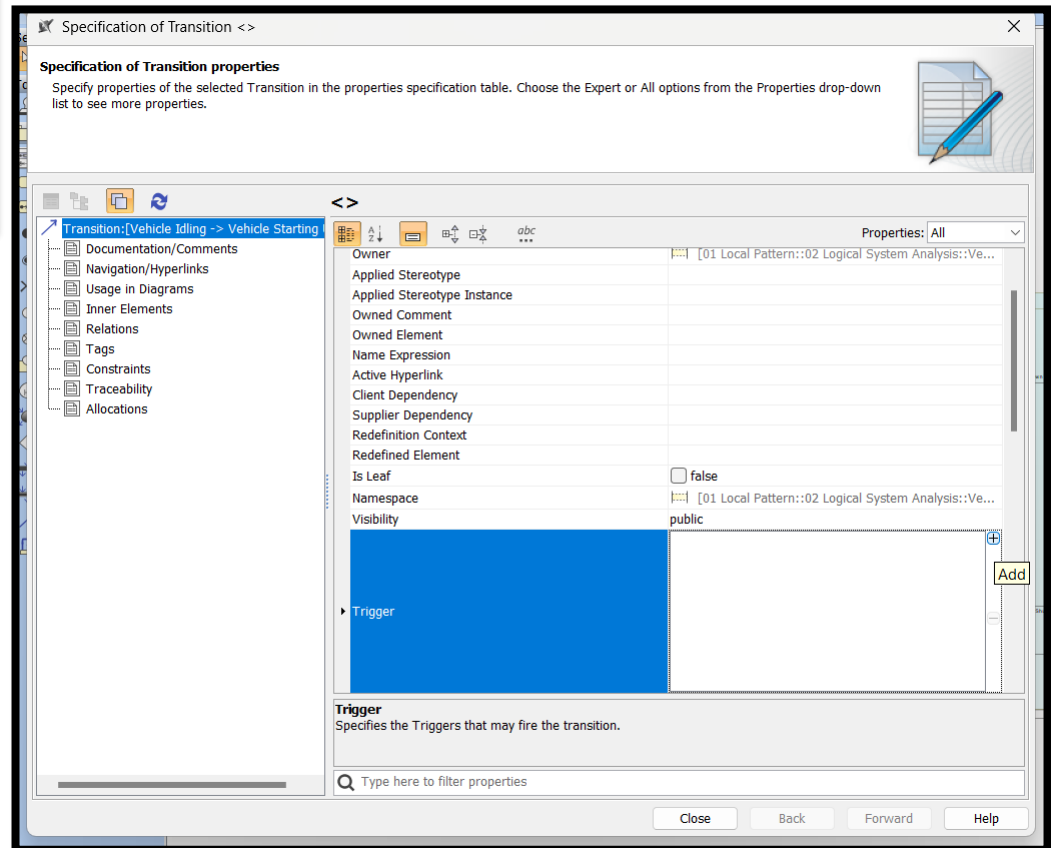 Specification of Transition <>
Specification of Transition properties
Specify properties of the selected Transition in the properties specification table. Choose the Expert or All options from the Properties drop-down
list to see more properties.
<>
Transition:[Vehicle Idling -> Vehicle Starting
Documentation/Comments
Navigation/Hyperlinks
Usage in Diagrams
Inner Elements
Relations
Tags
Constraints
Traceability
Allocations
A
Z
abc
Properties: All
Owner [01 Local Pattern::02 Logical System Analysis::Ve...
Applied Stereotype
Applied Stereotype Instance
Owned Comment
Owned Element
Name Expression
Active Hyperlink
Client Dependency
Supplier Dependency
Redefinition Context
Redefined Element
Is Leaf false
Namespace [01 Local Pattern::02 Logical System Analysis::Ve...
Visibility public
Add
Trigger
Trigger
Specifies the Triggers that may fire the transition.
Type here to filter properties
Close Back Forward Help